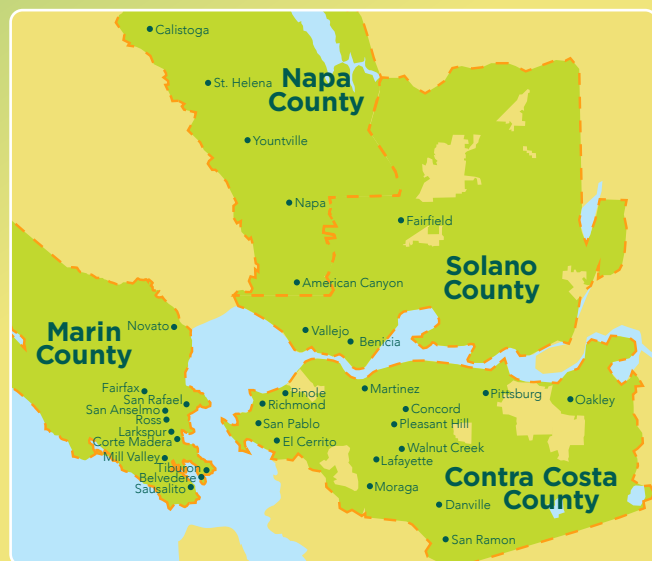 Calistoga
St. Helena
Napa
County
Yountville
Napa
Fairfield
American Canyon
Solano
County
Vallejo
Benicia
Novato
Marin
County
Fairfax
San Rafael
San Anselmo
Ross
Larkspur
Corte Madera
Mill Valley
Tiburon
Belvedere
Sausalito
Pinole
Richmond
San Pablo
El Cerrito
Martinez
Concord
Pleasant Hill
Pittsburg
Oakley
Walnut Creek
Lafayette
Moraga
Contra Costa
County
Danville
San Ramon